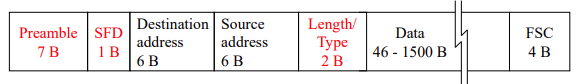 Preamble
7 B
SFD
1 B
Destination
address
6 B
Source
address
6 B
Length/
Type
2 B
Data
46 - 1500 B
FSC
4 B